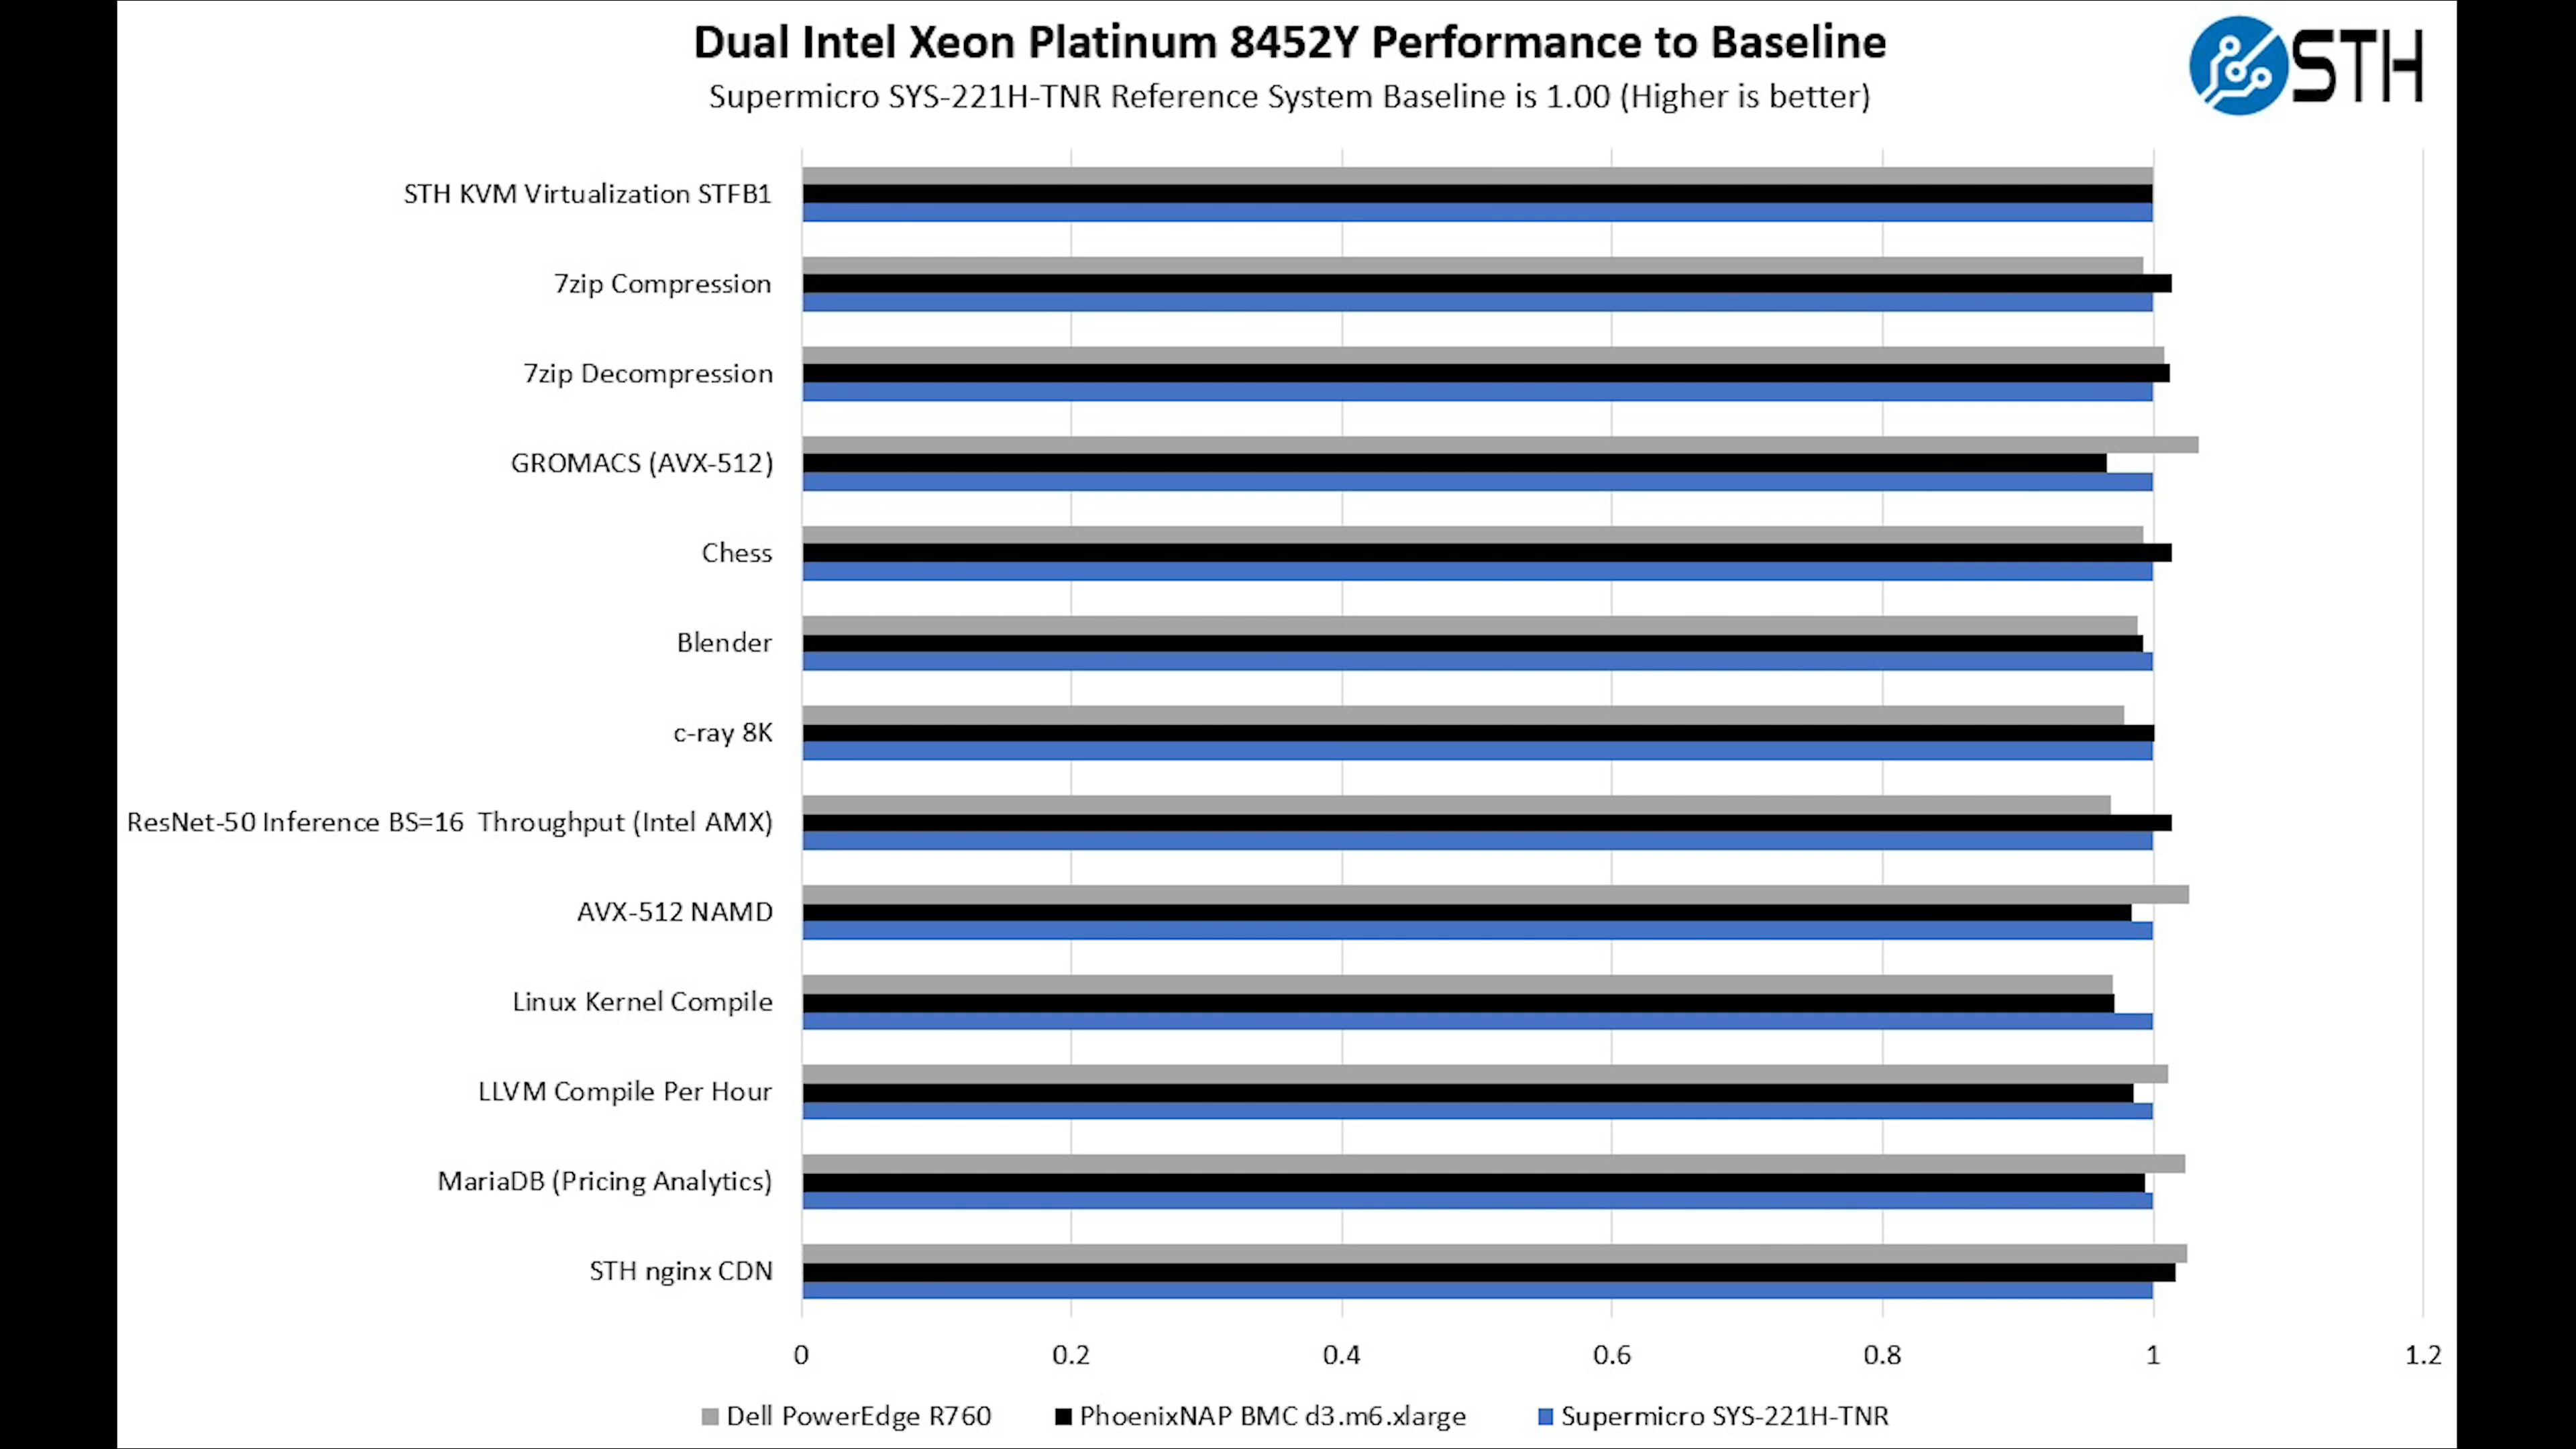 Dual Intel Xeon Platinum 8452Y Performance to Baseline
Supermicro SYS-221H-TNR Reference System Baseline is 1.00 (Higher is better)
STH
STH KVM Virtualization STFB1
7zip Compression
7zip Decompression
GROMACS (AVX-512)
Chess
Blender
c-ray 8K
ResNet-50 Inference BS=16  Throughput (Intel AMX)
AVX-512 NAMD
Linux Kernel Compile
LLVM Compile Per Hour
MariaDB (Pricing Analytics)
STH nginx CDN
0 0.2 0.4 0.6 0.8 1 1.2
Dell PowerEdge R760 PhoenixNAP BMC d3.m6.xlarge Supermicro SYS-221H-TNR